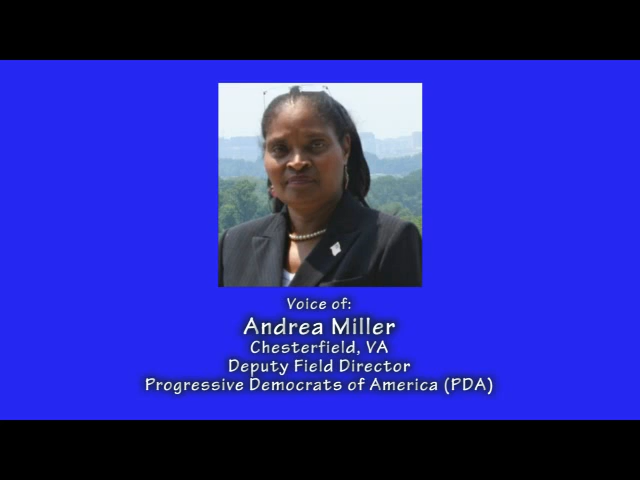 Voice of:
Andrea Miller
Chesterfield, VA
Deputy Field Director
Progressive Democrats of America (PDA)